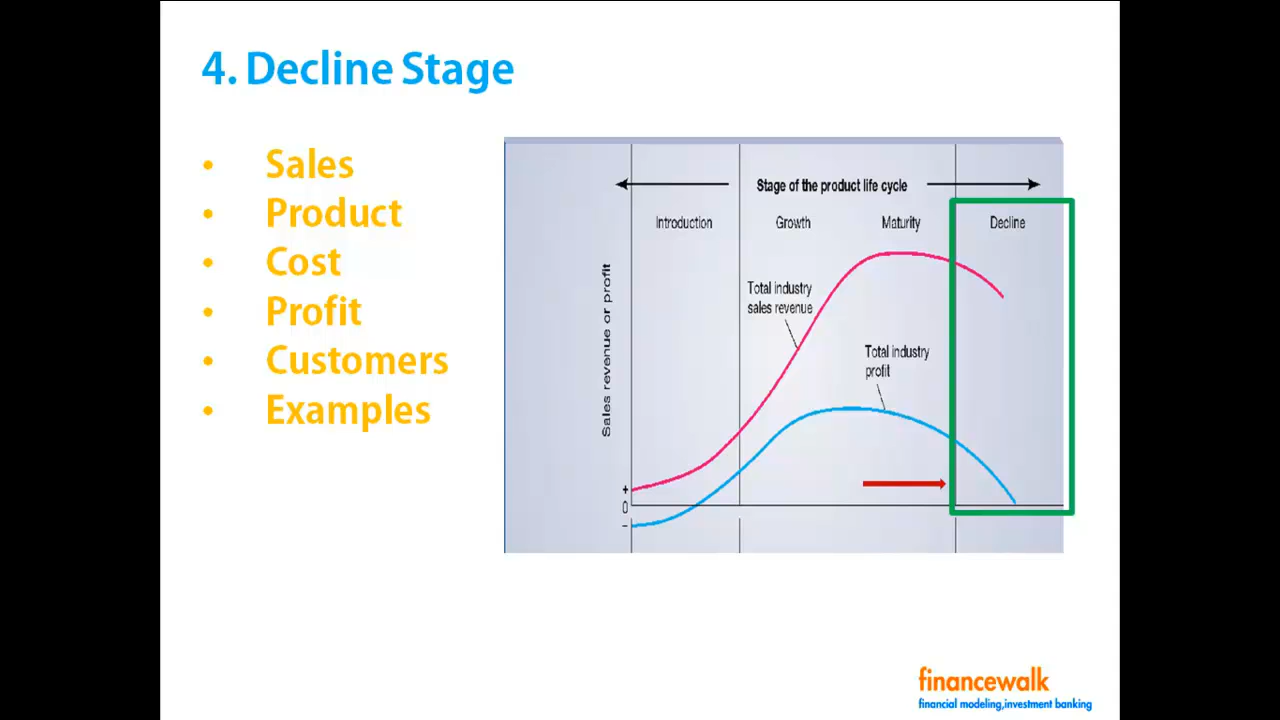 4. Decline Stage
• Sales
• Product
• Cost
• Profit
• Customers
• Examples
Stage of the product life cycle
Introduction Growth Maturity Decline
Sales revenue or profit
Total industry
sales revenue
Total industry
profit
+
0
–
financewalk
financial modeling,investment banking